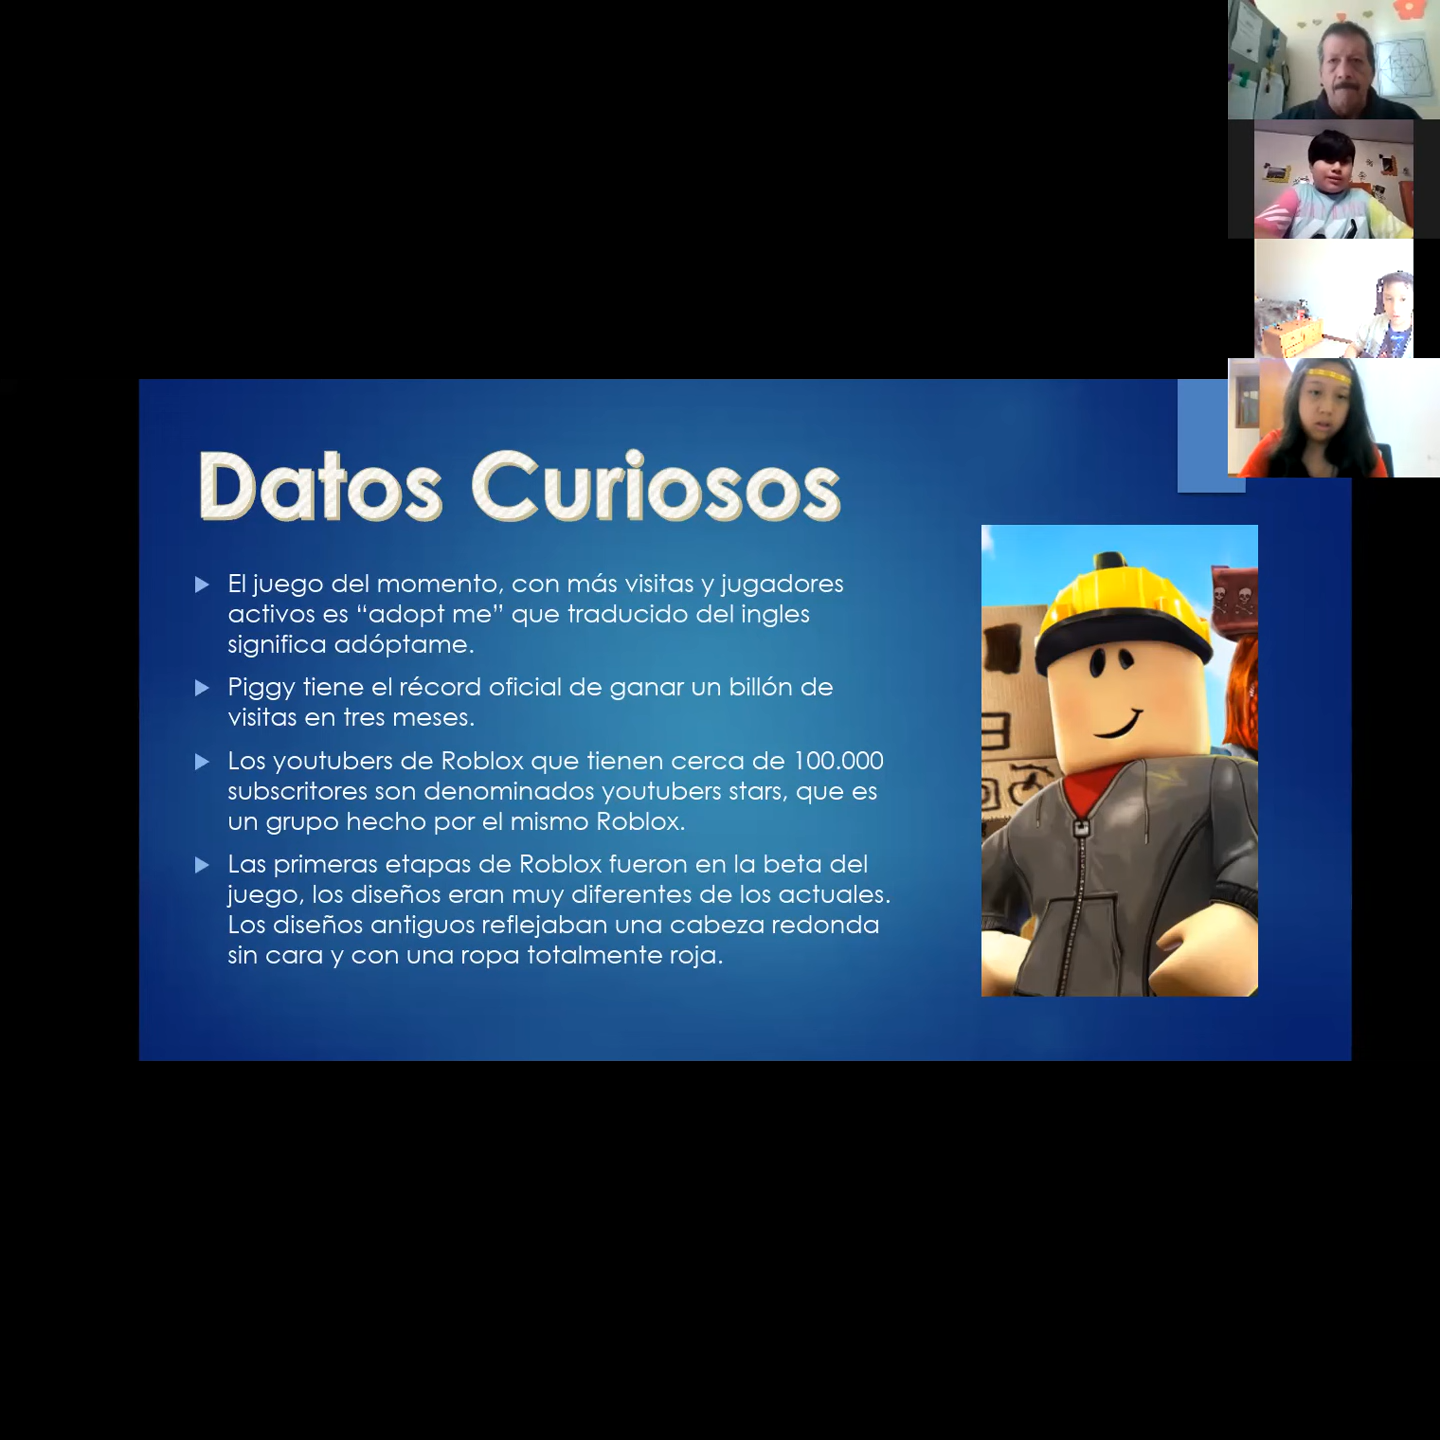 Datos Curiosos
El juego del momento, con más visitas y jugadores
activos es “adopt me” que traducido del ingles
significa adóptame.
Piggy tiene el récord oficial de ganar un billón de
visitas en tres meses.
Los youtubers de Roblox que tienen cerca de 100.000
subscritores son denominados youtubers stars, que es
un grupo hecho por el mismo Roblox.
Las primeras etapas de Roblox fueron en la beta del
juego, los diseños eran muy diferentes de los actuales.
Los diseños antiguos reflejaban una cabeza redonda
sin cara y con una ropa totalmente roja.